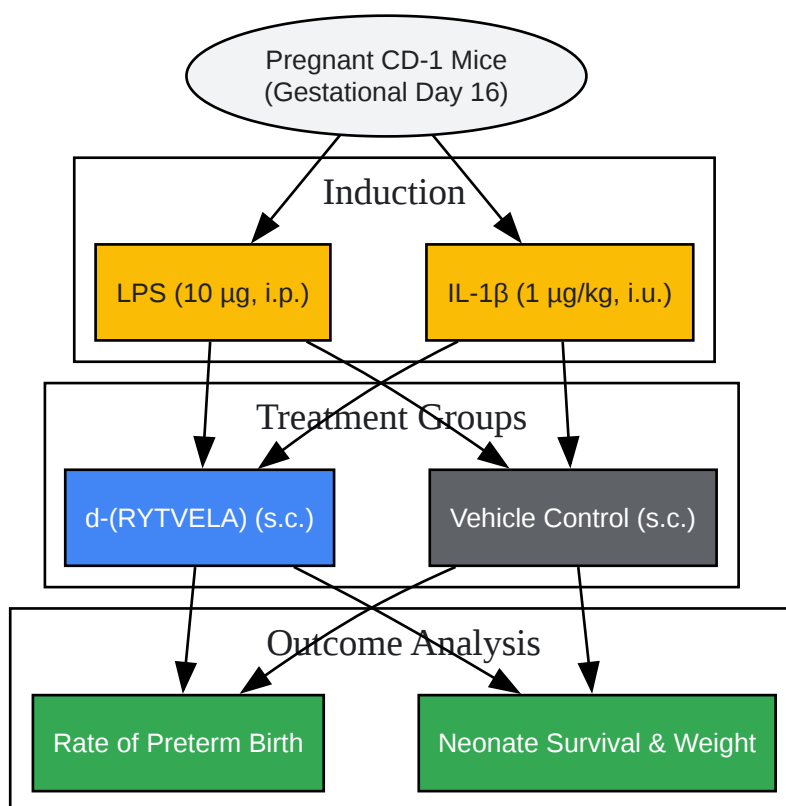 Pregnant CD-1 Mice
(Gestational Day 16)
Induction
LPS (10 µg, i.p.)
IL-1β (1 µg/kg, i.u.)
Treatment Groups
d-(RYTVELA) (s.c.)
Vehicle Control (s.c.)
Outcome Analysis
Rate of Preterm Birth
Neonate Survival & Weight